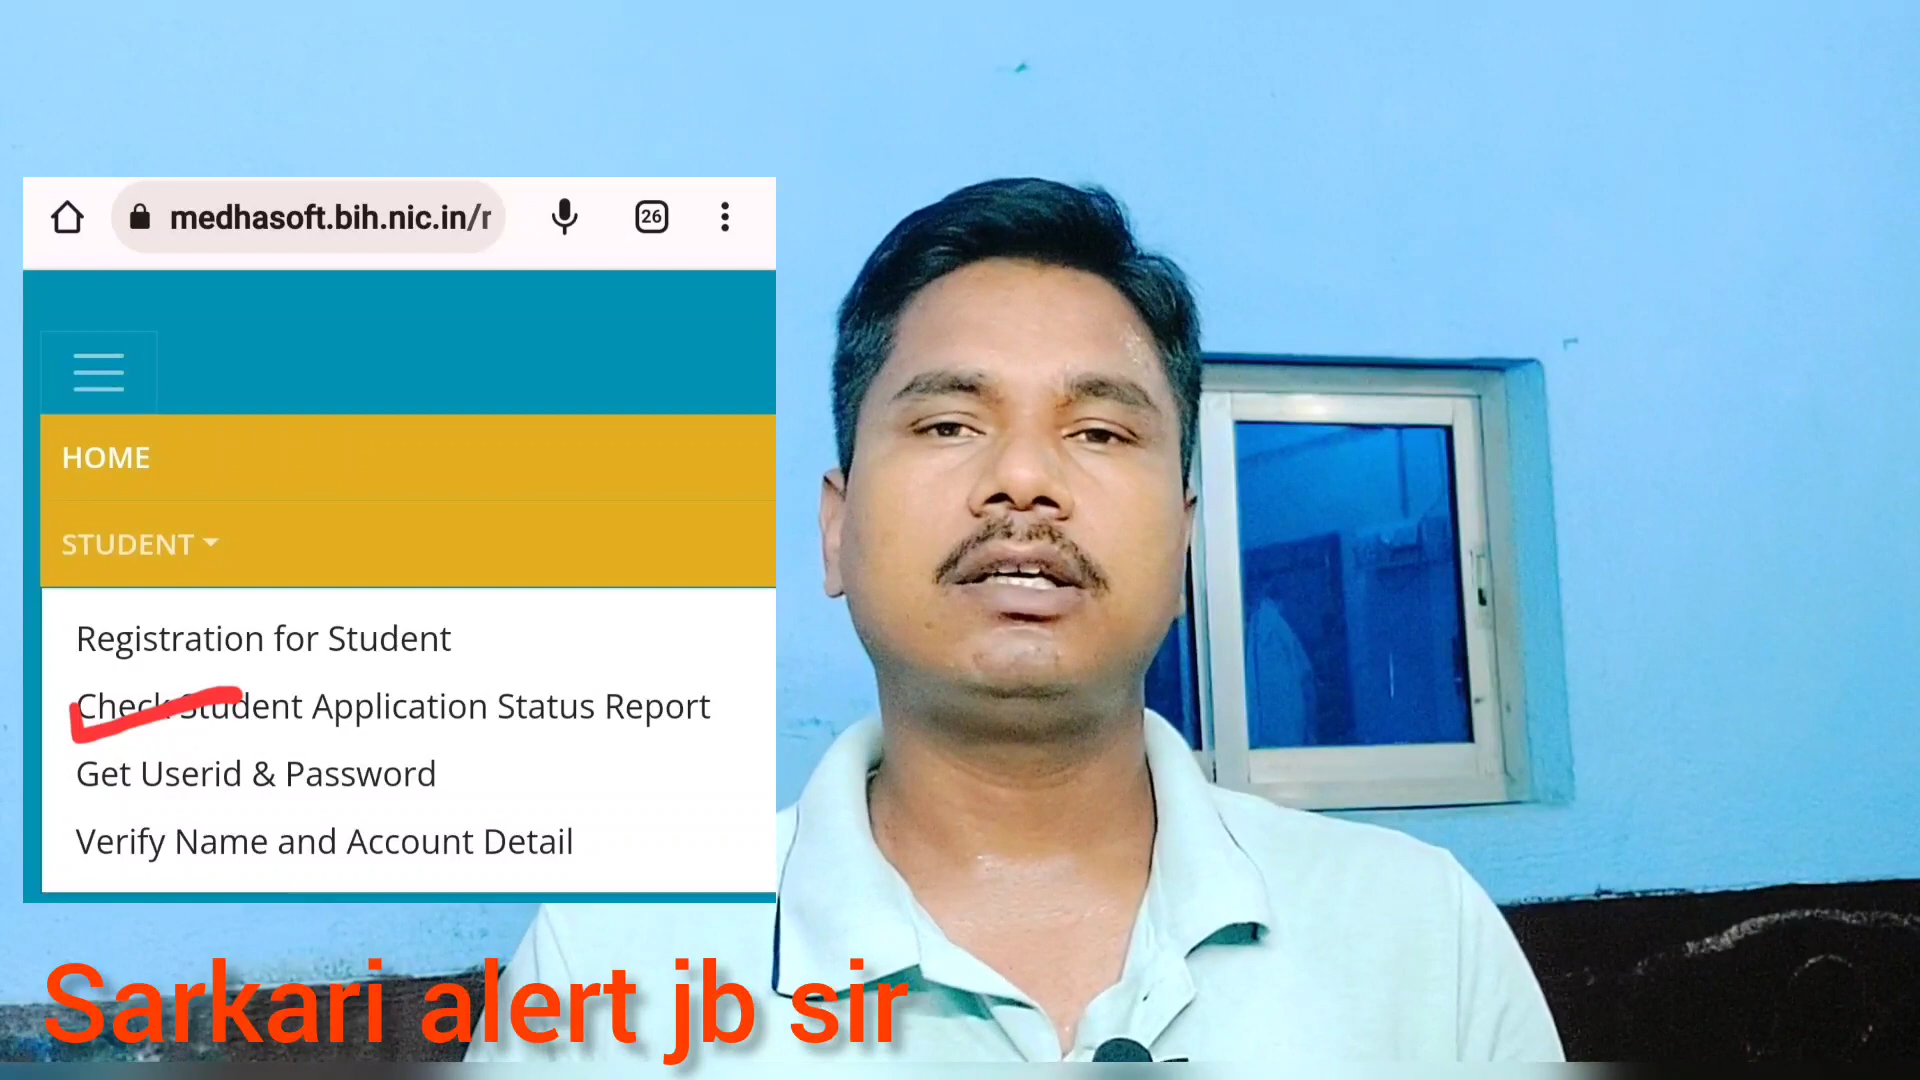 medhasoft.bih.nic.in/r
26
HOME
STUDENT
Registration for Student
Check Student Application Status Report
Get Userid & Password
Verify Name and Account Detail
Sarkari alert jb sir